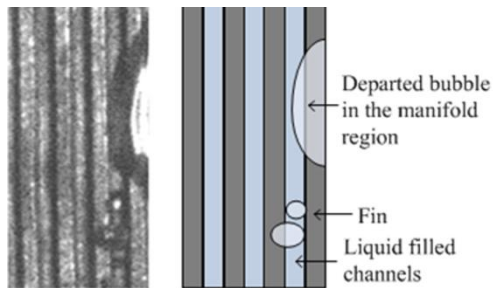 Departed bubble
in the manifold
region
Fin
Liquid filled
channels